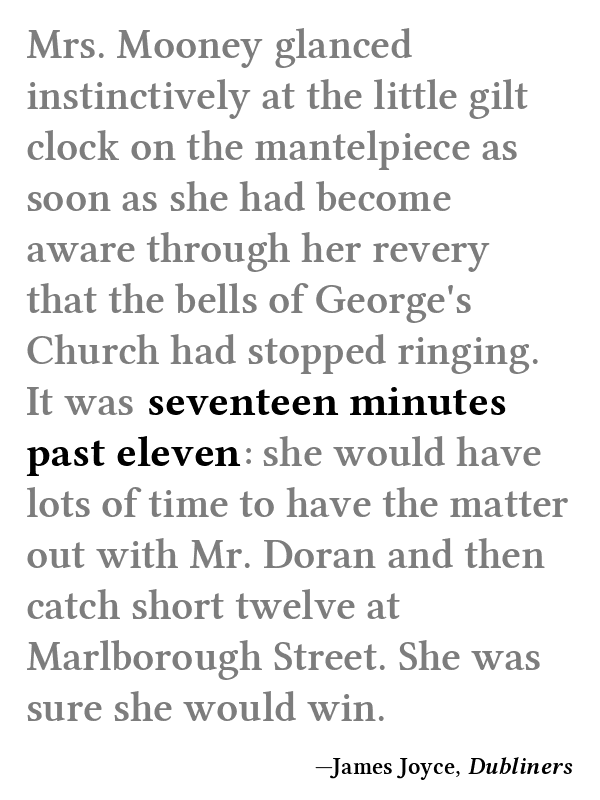 Mrs. Mooney glanced
instinctively at the little gilt
clock on the mantelpiece as
soon as she had become
aware through her revery
that the bells of George's
Church had stopped ringing.
It was seventeen minutes
past eleven: she would have
lots of time to have the matter
out with Mr. Doran and then
catch short twelve at
Marlborough Street. She was
sure she would win.
—James Joyce, Dubliners